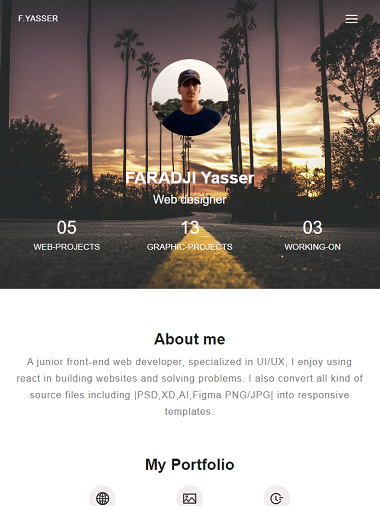 F.YASSER
FARADJI Yasser
Web designer
05 13 03
WEB-PROJECTS GRAPHIC-PROJECTS WORKING-ON
About me
A junior front-end web developer, specialized in UI/UX, I enjoy using
react in building websites and solving problems. I also convert all kind of
source files including |PSD,XD,AI,Figma PNG/JPG| into responsive
templates.
My Portfolio